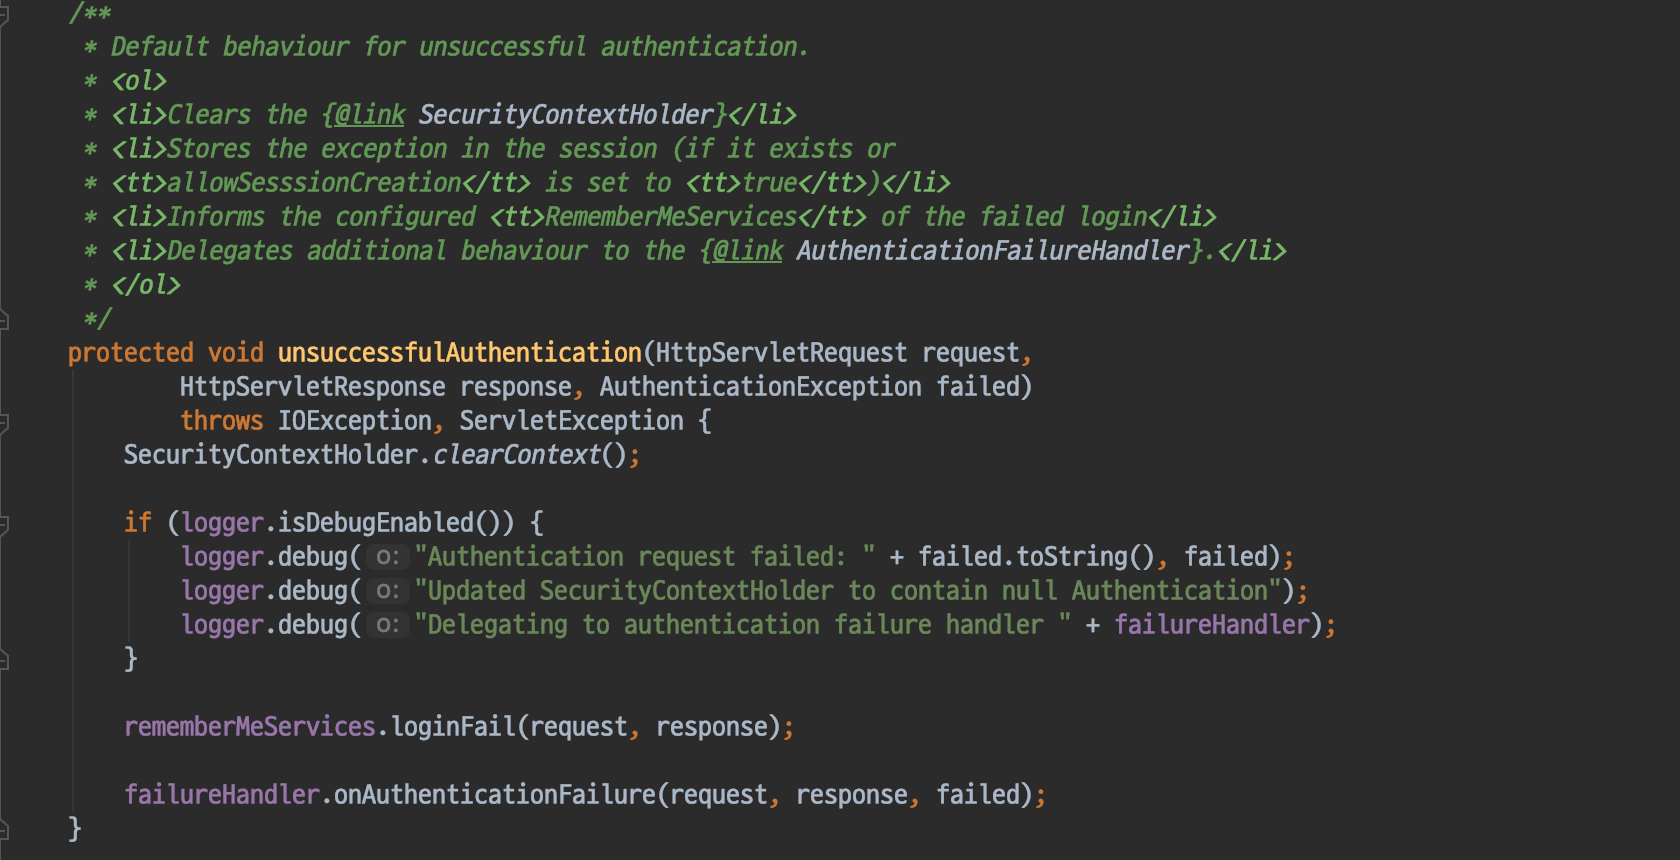 /**
 * Default behaviour for unsuccessful authentication.
 * <ol>
 * <li>Clears the {@link SecurityContextHolder}</li>
 * <li>Stores the exception in the session (if it exists or
 * <tt>allowSesssionCreation</tt> is set to <tt>true</tt>)</li>
 * <li>Informs the configured <tt>RememberMeServices</tt> of the failed login</li>
 * <li>Delegates additional behaviour to the {@link AuthenticationFailureHandler}.</li>
 * </ol>
 */
protected void unsuccessfulAuthentication(HttpServletRequest request,
        HttpServletResponse response, AuthenticationException failed)
        throws IOException, ServletException {
    SecurityContextHolder.clearContext();
    if (logger.isDebugEnabled()) {
        logger.debug( o: "Authentication request failed: " + failed.toString(), failed);
        logger.debug( o: "Updated SecurityContextHolder to contain null Authentication");
        logger.debug( o: "Delegating to authentication failure handler " + failureHandler);
    }
    rememberMeServices.loginFail(request, response);
    failureHandler.onAuthenticationFailure(request, response, failed);
}